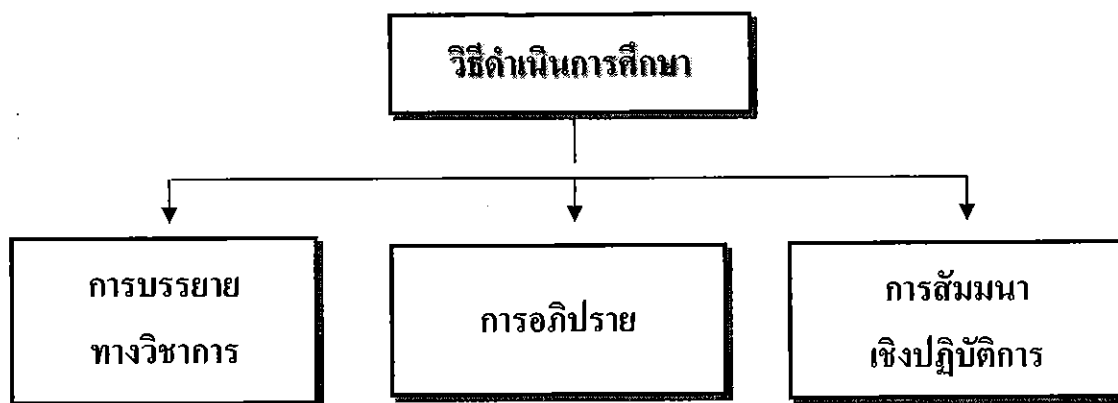 วิธีดำเนินการศึกษา
การบรรยาย
ทางวิชาการ
การอภิปราย
การสัมมนา
เชิงปฏิบัติการ